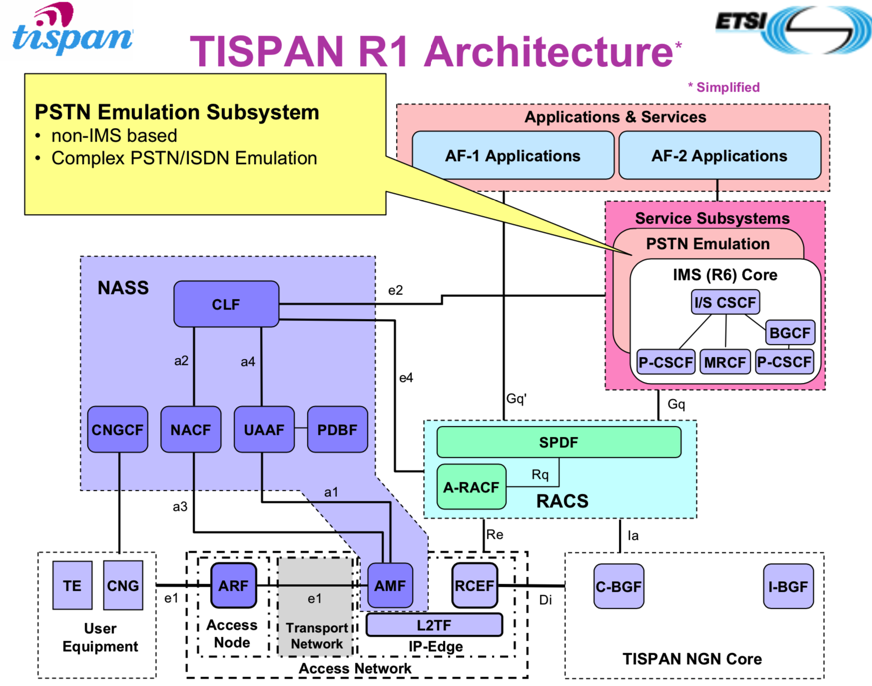 tispan
ETSI
TISPAN R1 Architecture*
* Simplified
PSTN Emulation Subsystem
• non-IMS based
• Complex PSTN/ISDN Emulation
Applications & Services
AF-1 Applications
AF-2 Applications
Service Subsystems
PSTN Emulation
IMS (R6) Core
I/S CSCF
BGCF
P-CSCF
MRCF
P-CSCF
NASS
CLF
e2
a2
a4
e4
Gq'
Gq
CNGCF
NACF
UAAF
PDBF
SPDF
Rq
A-RACF
RACS
a1
a3
Re
Ia
TE
CNG
e1
ARF
e1
AMF
RCEF
Di
C-BGF
I-BGF
User
Equipment
Access
Node
Transport
Network
L2TF
IP-Edge
Access Network
TISPAN NGN Core